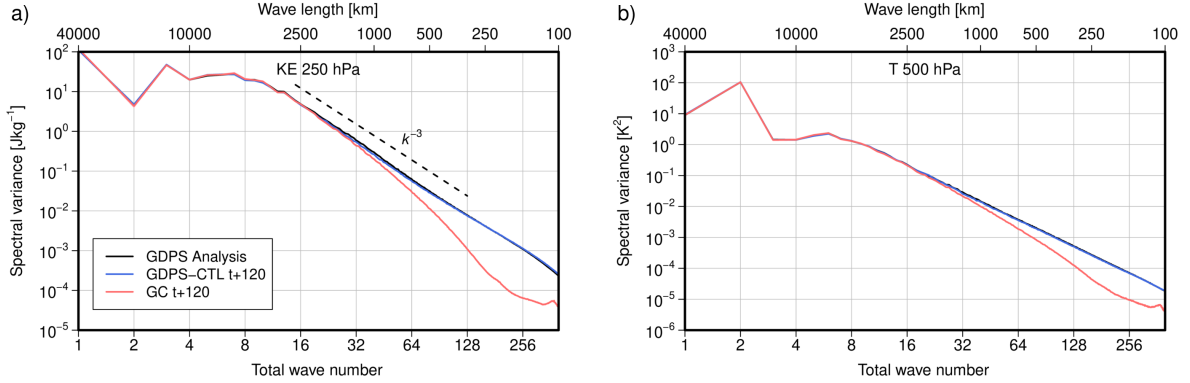 a)
Wave length [km]
40000 10000 2500 1000 500 250 100
KE 250 hPa
k⁻³
Spectral variance [Jkg⁻¹]
10²
10¹
10⁰
10⁻¹
10⁻²
10⁻³
10⁻⁴
10⁻⁵
GDPS Analysis
GDPS−CTL t+120
GC t+120
1 2 4 8 16 32 64 128 256
Total wave number
b)
Wave length [km]
40000 10000 2500 1000 500 250 100
T 500 hPa
Spectral variance [K²]
10³
10²
10¹
10⁰
10⁻¹
10⁻²
10⁻³
10⁻⁴
10⁻⁵
10⁻⁶
1 2 4 8 16 32 64 128 256
Total wave number